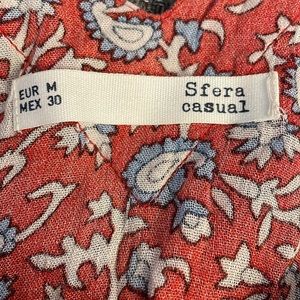 EUR M
MEX 30
Sfera
casual